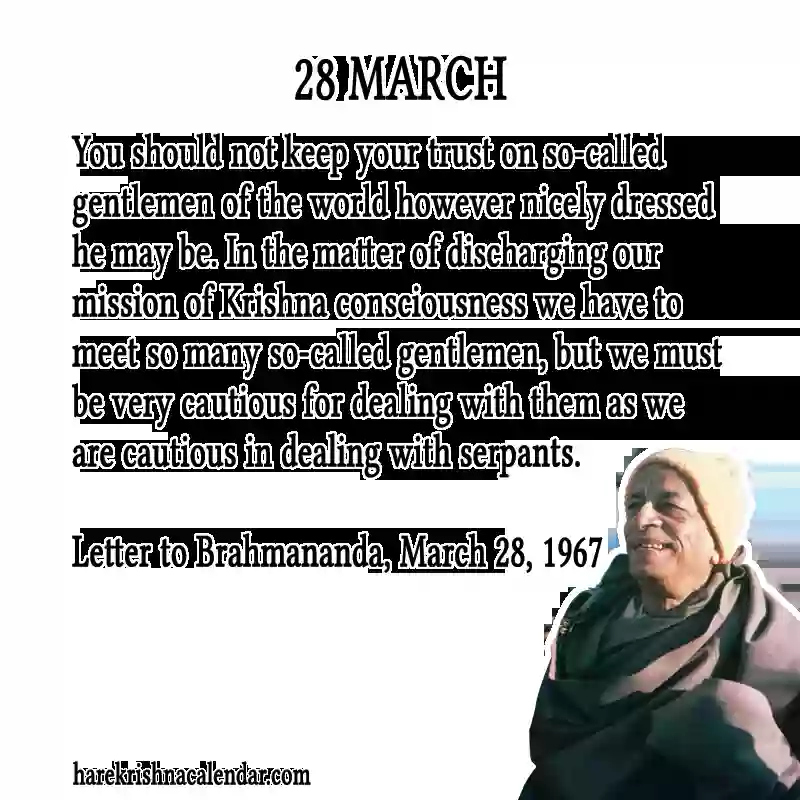 28 MARCH
You should not keep your trust on so-called
gentlemen of the world however nicely dressed
he may be. In the matter of discharging our
mission of Krishna consciousness we have to
meet so many so-called gentlemen, but we must
be very cautious for dealing with them as we
are cautious in dealing with serpants.
Letter to Brahmananda, March 28, 1967
harekrishnacalendar.com